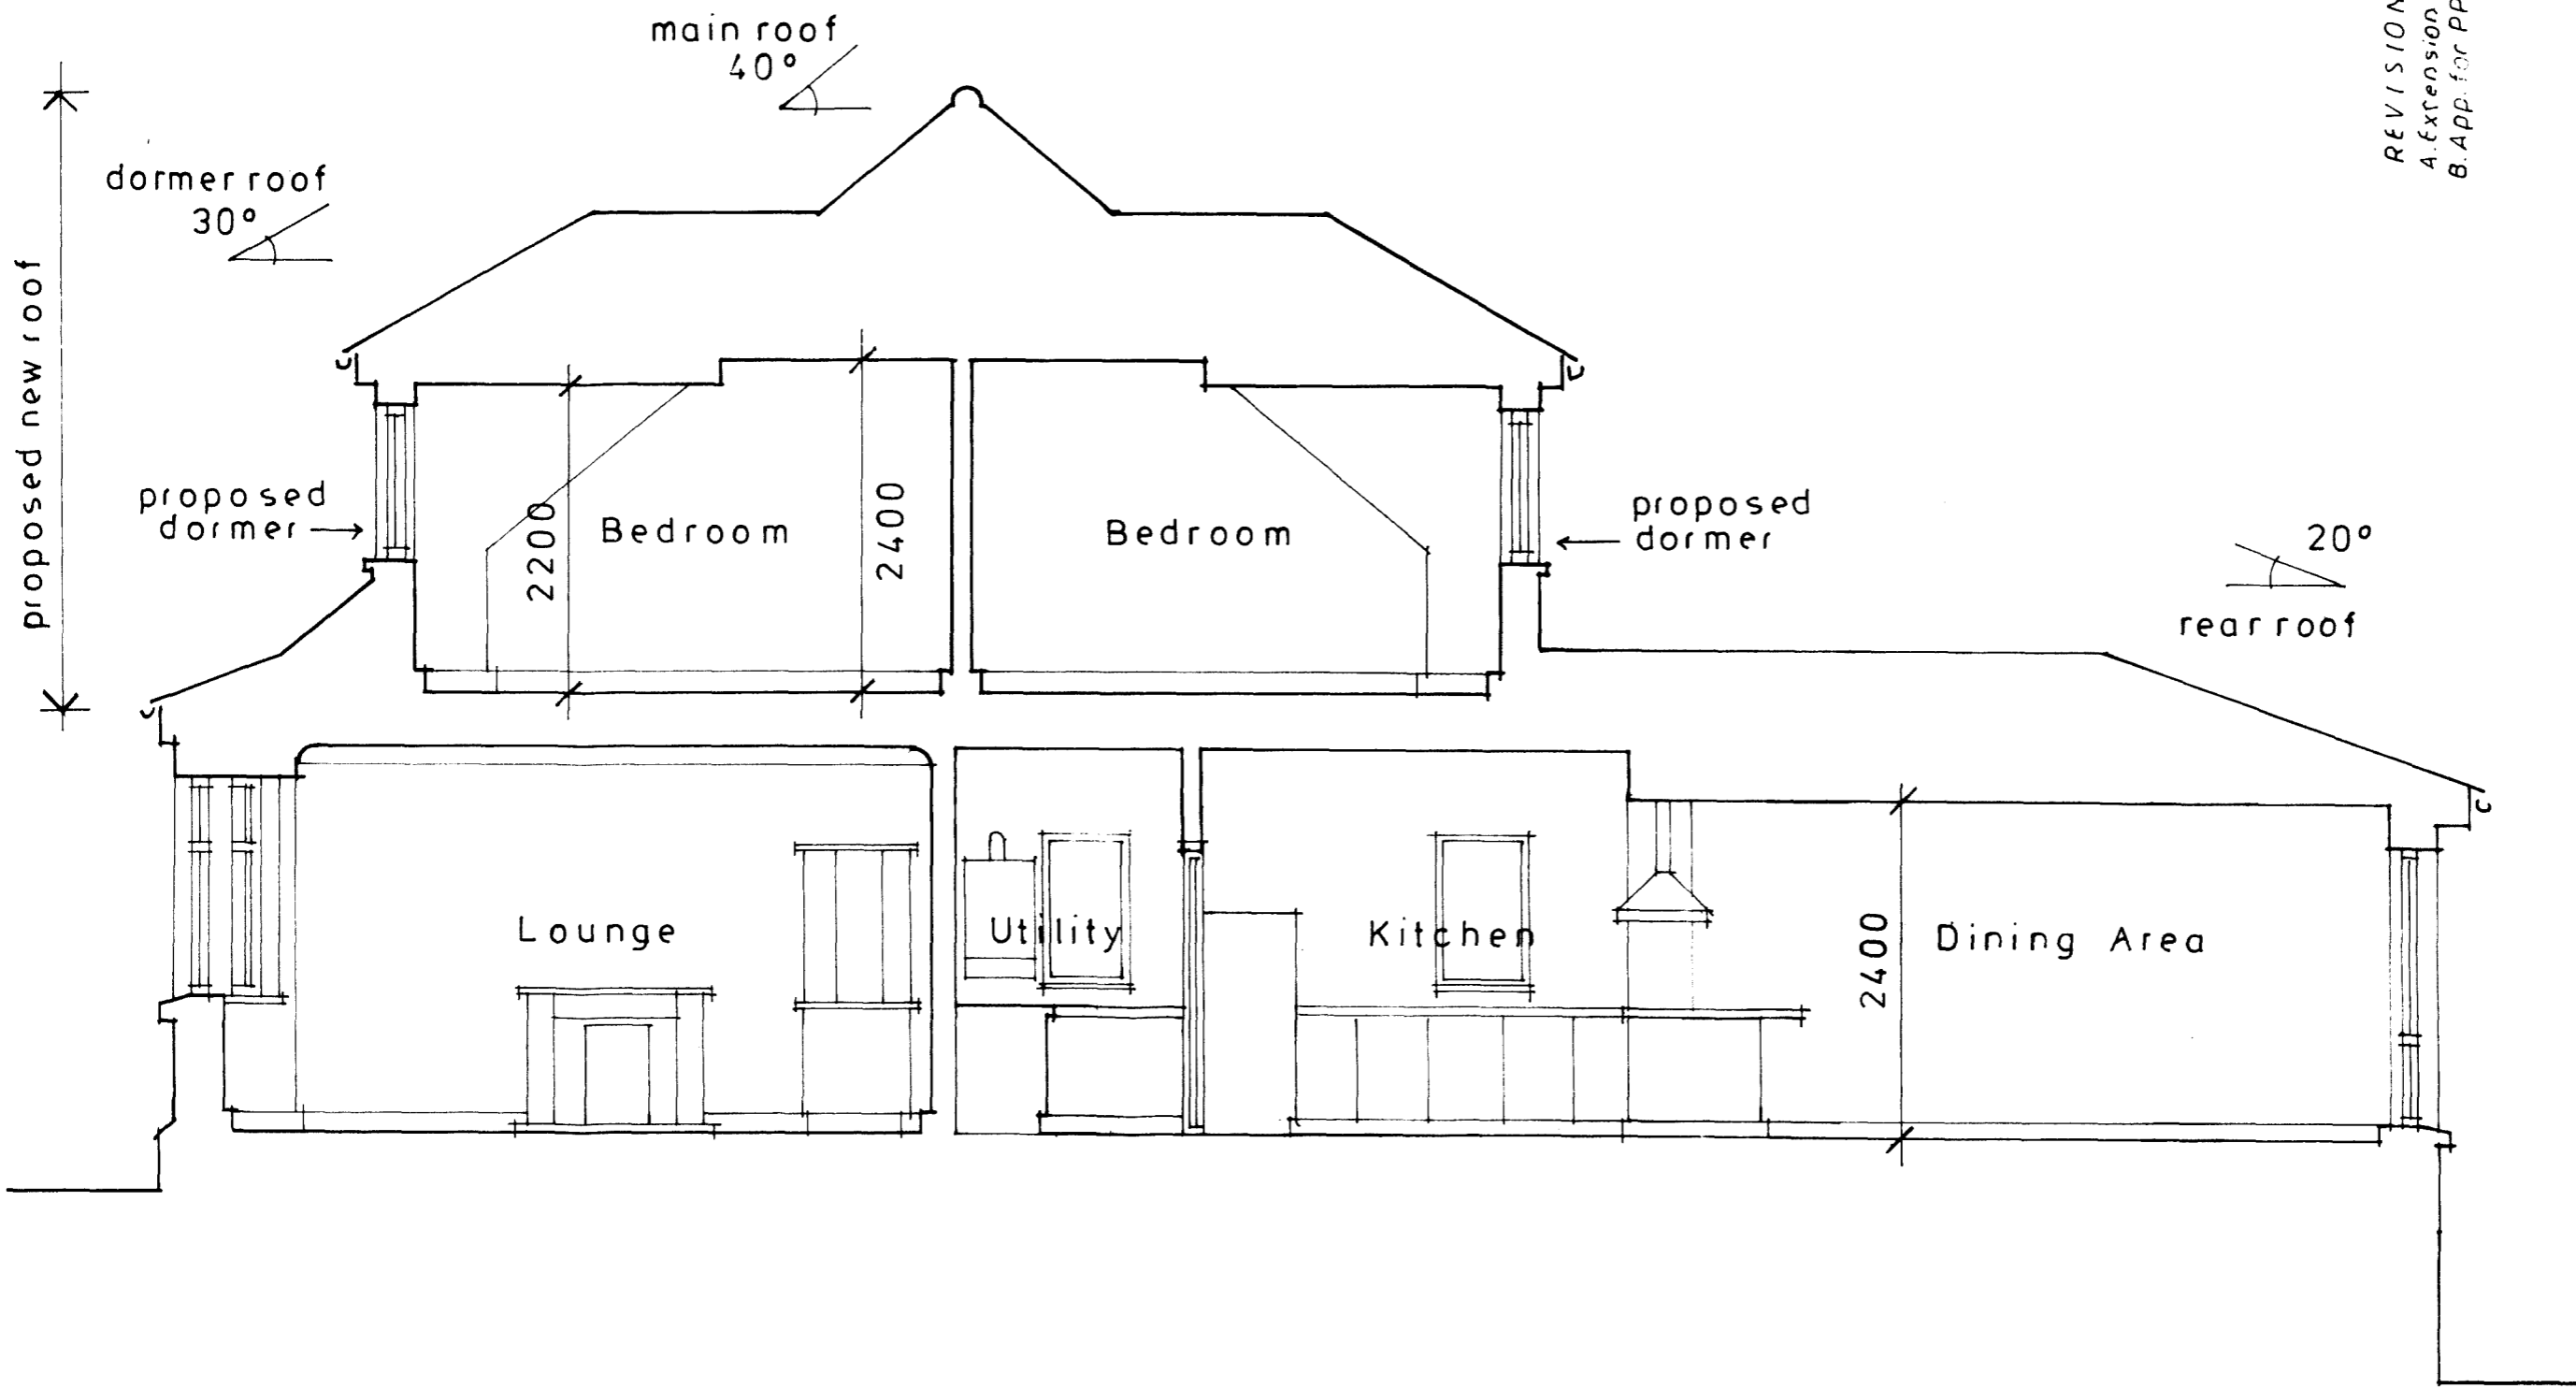 main roof
40°
dormer roof
30°
proposed new roof
proposed
dormer
2200
Bedroom
2400
Bedroom
proposed
dormer
20°
rear roof
Lounge
Utility
Kitchen
2400
Dining Area
REVISION
A. Extension
B. App. for PP